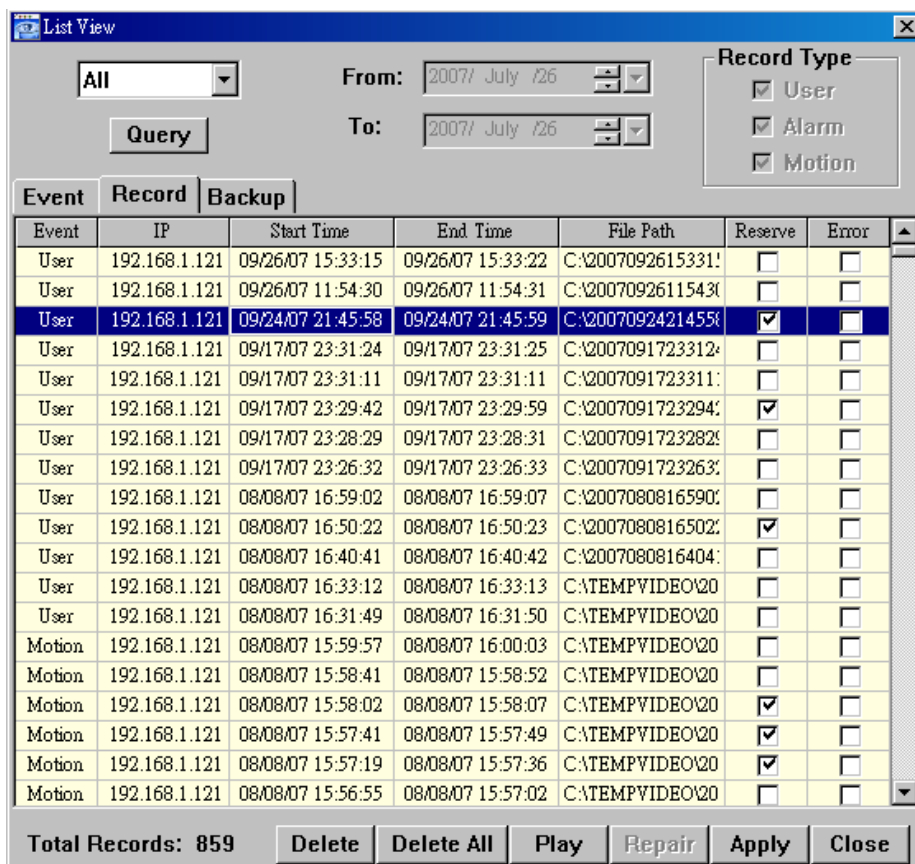 List View
All
From: 2007/ July /26
Record Type
User
Query
To: 2007/ July /26
Alarm
Motion
Event Record Backup
Event IP Start Time End Time File Path Reserve Error
User 192.168.1.121 09/26/07 15:33:15 09/26/07 15:33:22 C:\2007092615331
User 192.168.1.121 09/26/07 11:54:30 09/26/07 11:54:31 C:\2007092611543
User 192.168.1.121 09/24/07 21:45:58 09/24/07 21:45:59 C:\2007092421455
User 192.168.1.121 09/17/07 23:31:24 09/17/07 23:31:25 C:\2007091723312
User 192.168.1.121 09/17/07 23:31:11 09/17/07 23:31:11 C:\2007091723311
User 192.168.1.121 09/17/07 23:29:42 09/17/07 23:29:59 C:\2007091723294
User 192.168.1.121 09/17/07 23:28:29 09/17/07 23:28:31 C:\2007091723282
User 192.168.1.121 09/17/07 23:26:32 09/17/07 23:26:33 C:\2007091723263
User 192.168.1.121 08/08/07 16:59:02 08/08/07 16:59:07 C:\2007080816590
User 192.168.1.121 08/08/07 16:50:22 08/08/07 16:50:23 C:\2007080816502
User 192.168.1.121 08/08/07 16:40:41 08/08/07 16:40:42 C:\2007080816404
User 192.168.1.121 08/08/07 16:33:12 08/08/07 16:33:13 C:\TEMPVIDEO\20
User 192.168.1.121 08/08/07 16:31:49 08/08/07 16:31:50 C:\TEMPVIDEO\20
Motion 192.168.1.121 08/08/07 15:59:57 08/08/07 16:00:03 C:\TEMPVIDEO\20
Motion 192.168.1.121 08/08/07 15:58:41 08/08/07 15:58:52 C:\TEMPVIDEO\20
Motion 192.168.1.121 08/08/07 15:58:02 08/08/07 15:58:07 C:\TEMPVIDEO\20
Motion 192.168.1.121 08/08/07 15:57:41 08/08/07 15:57:49 C:\TEMPVIDEO\20
Motion 192.168.1.121 08/08/07 15:57:19 08/08/07 15:57:36 C:\TEMPVIDEO\20
Motion 192.168.1.121 08/08/07 15:56:55 08/08/07 15:57:02 C:\TEMPVIDEO\20
Total Records: 859 Delete Delete All Play Repair Apply Close